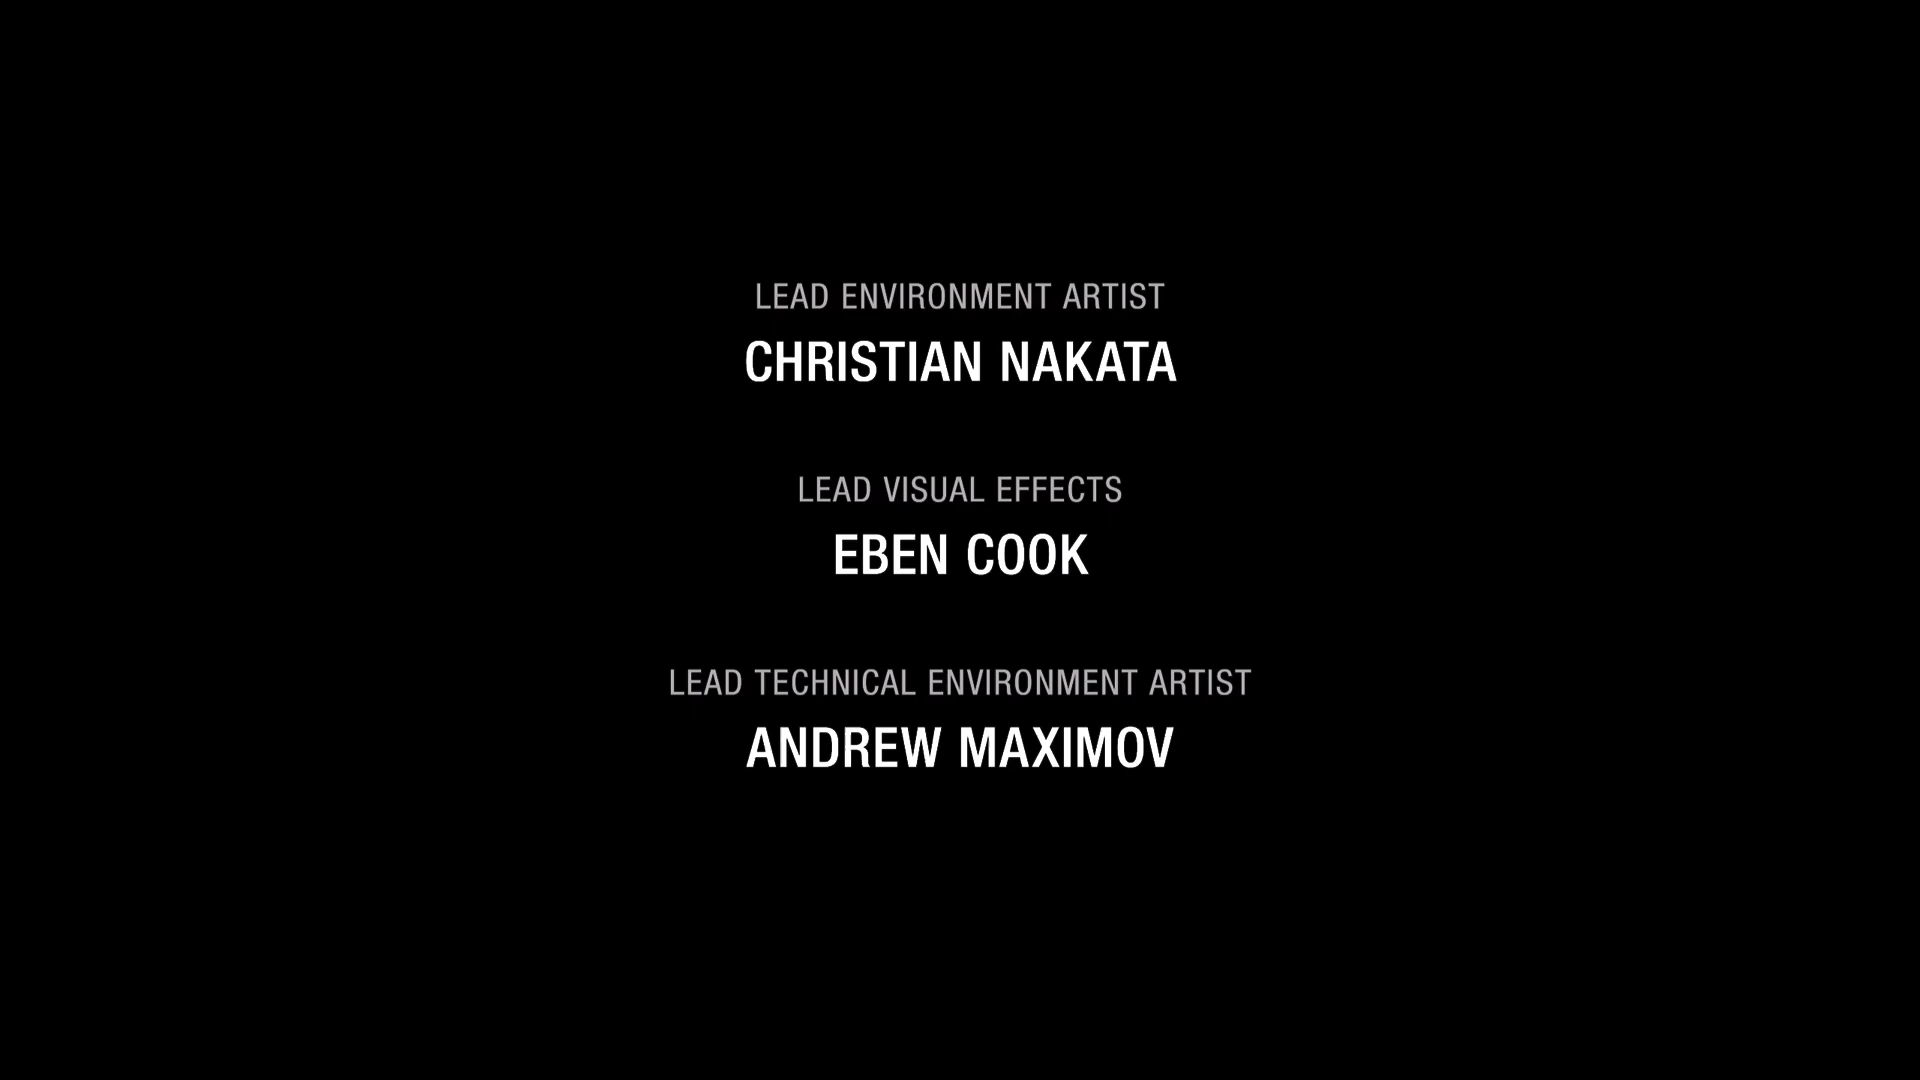 LEAD ENVIRONMENT ARTIST
CHRISTIAN NAKATA
LEAD VISUAL EFFECTS
EBEN COOK
LEAD TECHNICAL ENVIRONMENT ARTIST
ANDREW MAXIMOV